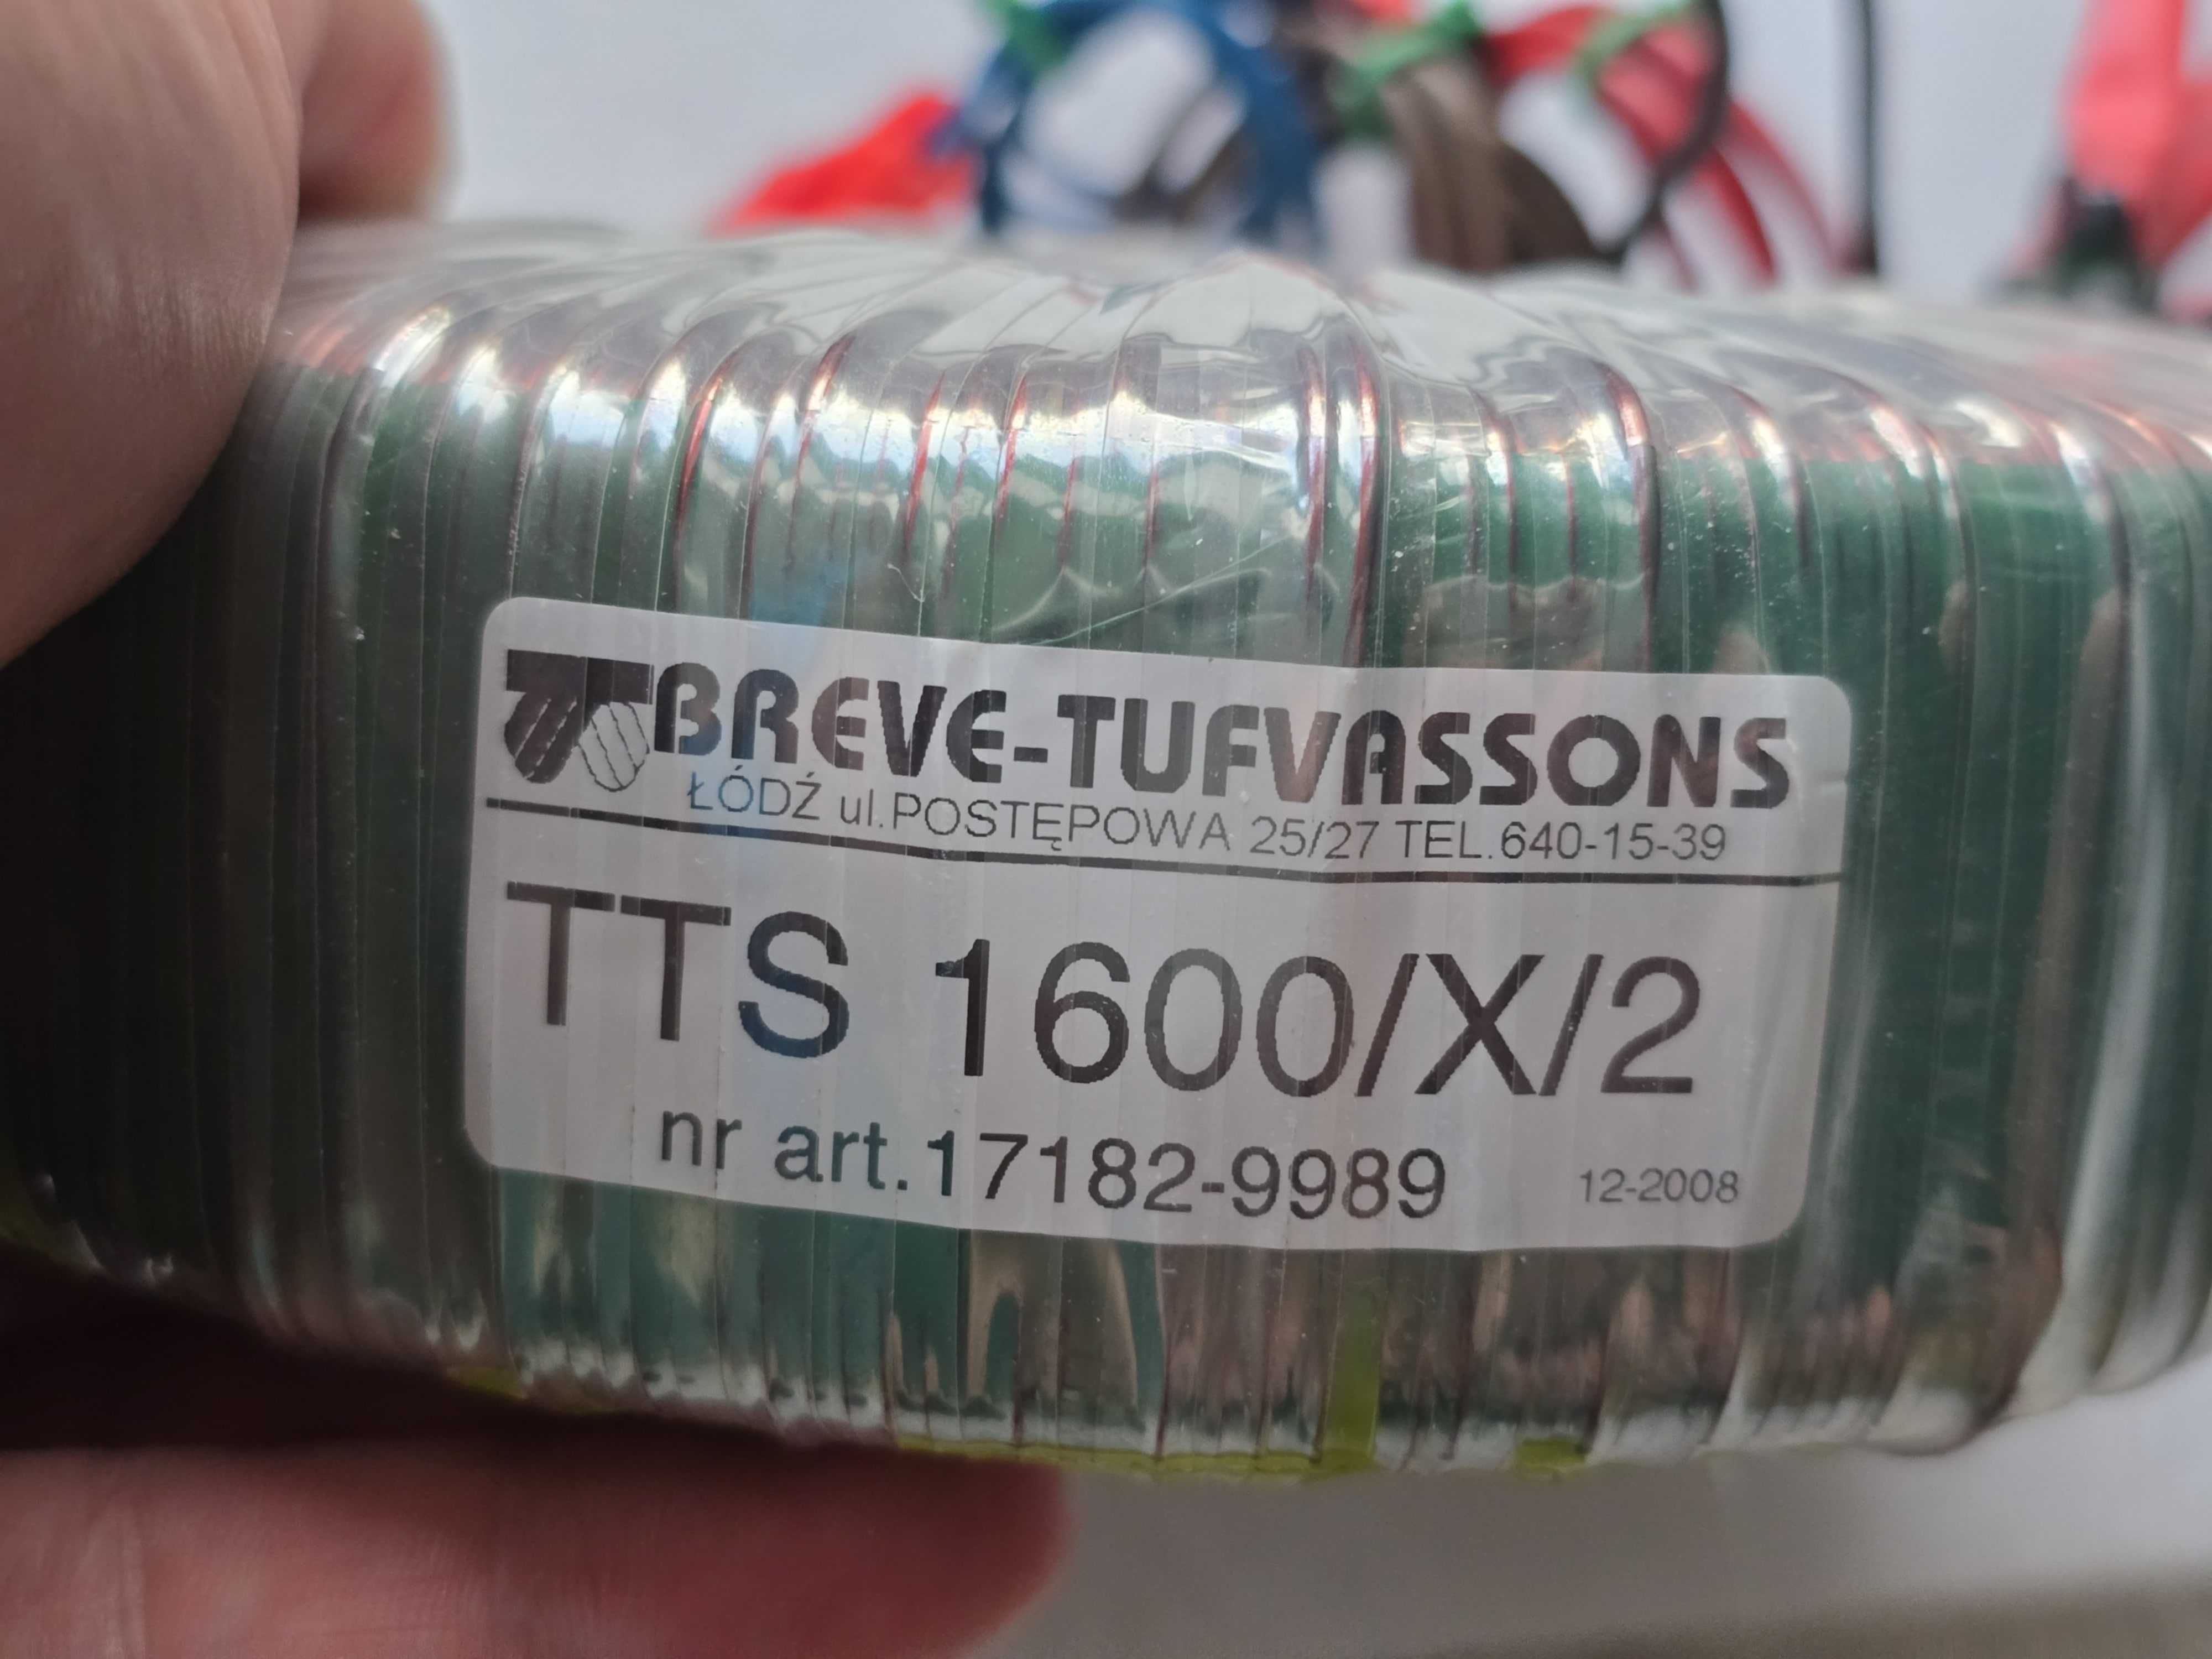 BREVE-TUFVASSONS
ŁÓDŹ ul.POSTĘPOWA 25/27 TEL.640-15-39
TTS 1600/X/2
nr art.17182-9989
12-2008